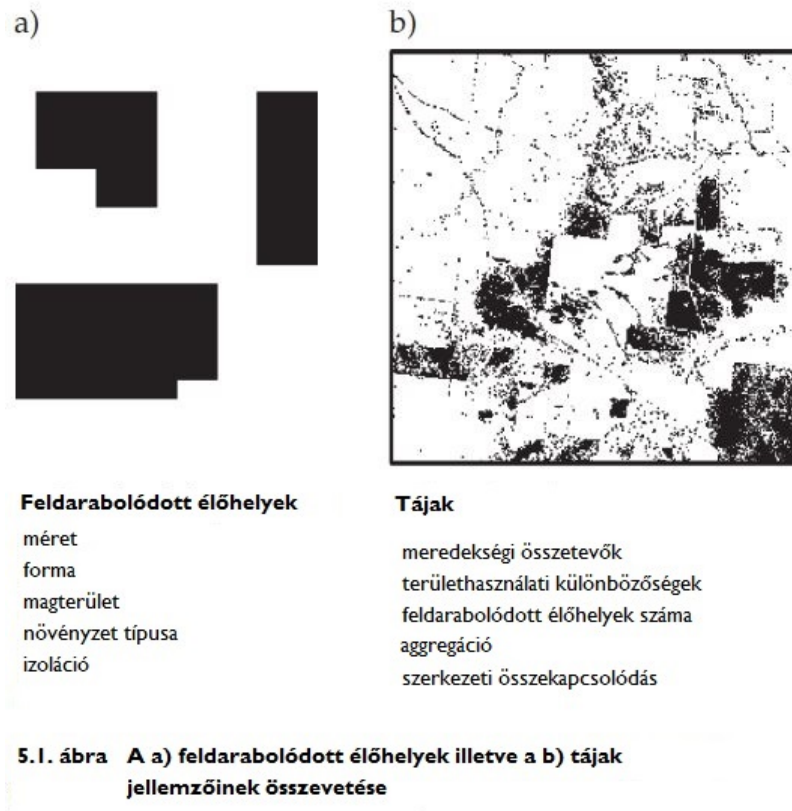 a)
b)
Feldarabolódott élőhelyek
méret
forma
magterület
növényzet típusa
izoláció
Tájak
meredekségi összetevők
területhasználati különbözőségek
feldarabolódott élőhelyek száma
aggregáció
szerkezeti összekapcsolódás
5.1. ábra A a) feldarabolódott élőhelyek illetve a b) tájak
jellemzőinek összevetése